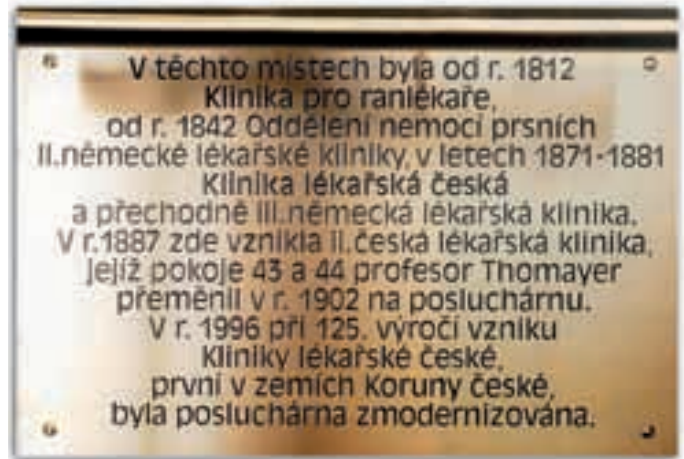 V těchto místech byla od r. 1812
Klinika pro ranlékaře,
od r. 1842 Oddělení nemocí prsních
II.německé lékařské kliniky, v letech 1871-1881
Klinika lékařská česká
a přechodně III.německá lékařská klinika.
V r.1887 zde vznikla II.česká lékařská klinika,
jejíž pokoje 43 a 44 profesor Thomayer
přeměnil v r. 1902 na posluchárnu.
V r. 1996 při 125. výročí vzniku
Kliniky lékařské české,
první v zemích Koruny české,
byla posluchárna zmodernizována.